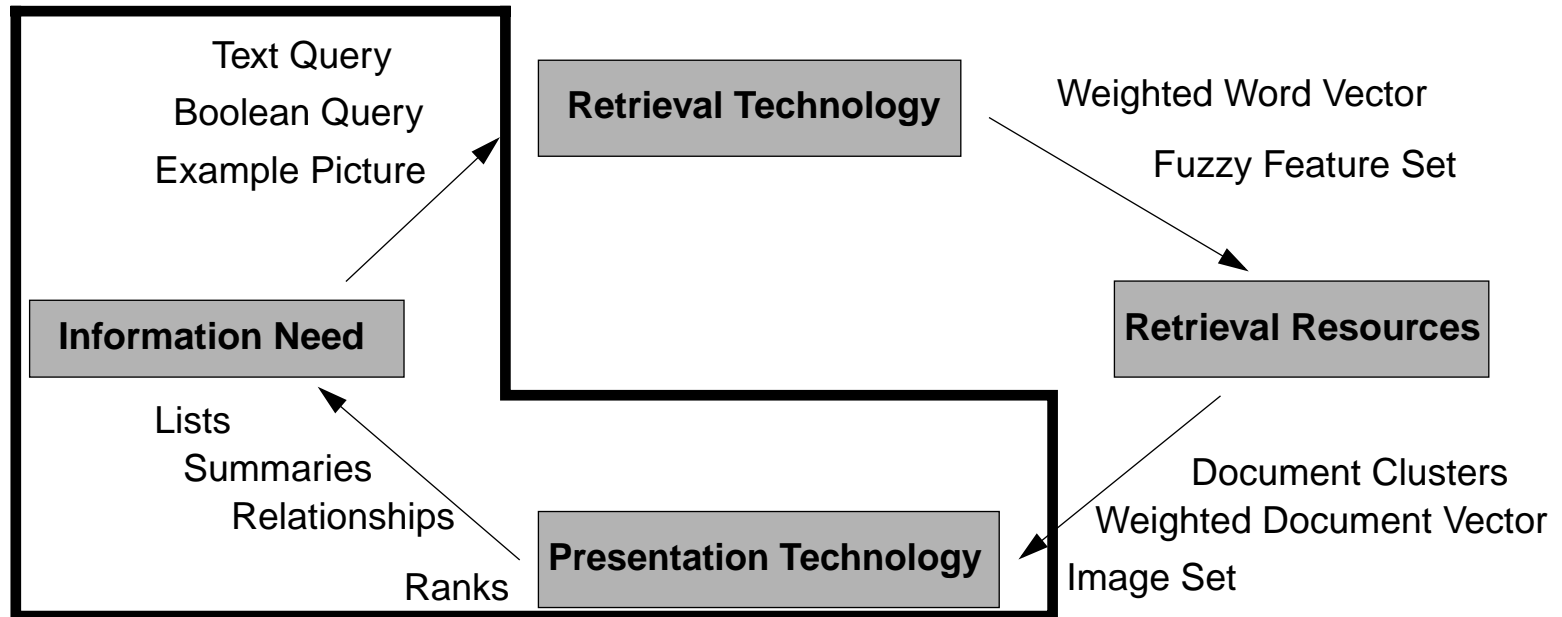 Text Query
Boolean Query
Example Picture
Retrieval Technology
Weighted Word Vector
Fuzzy Feature Set
Information Need
Retrieval Resources
Lists
Summaries
Relationships
Ranks
Presentation Technology
Document Clusters
Weighted Document Vector
Image Set